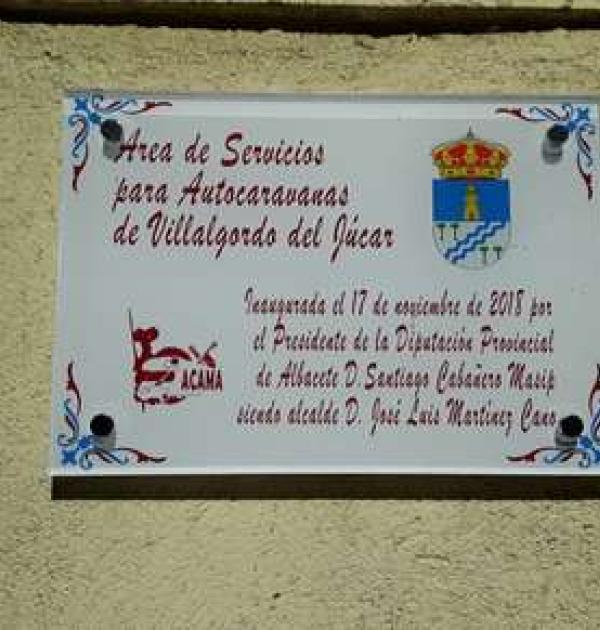 Area de Servicios
para Autocaravanas
de Villalgordo del Júcar
Inaugurada el 17 de noviembre de 2018 por
el Presidente de la Diputación Provincial
de Albacete D. Santiago Cabañero Masip
siendo alcalde D. José Luis Martínez Cano
ACAMA